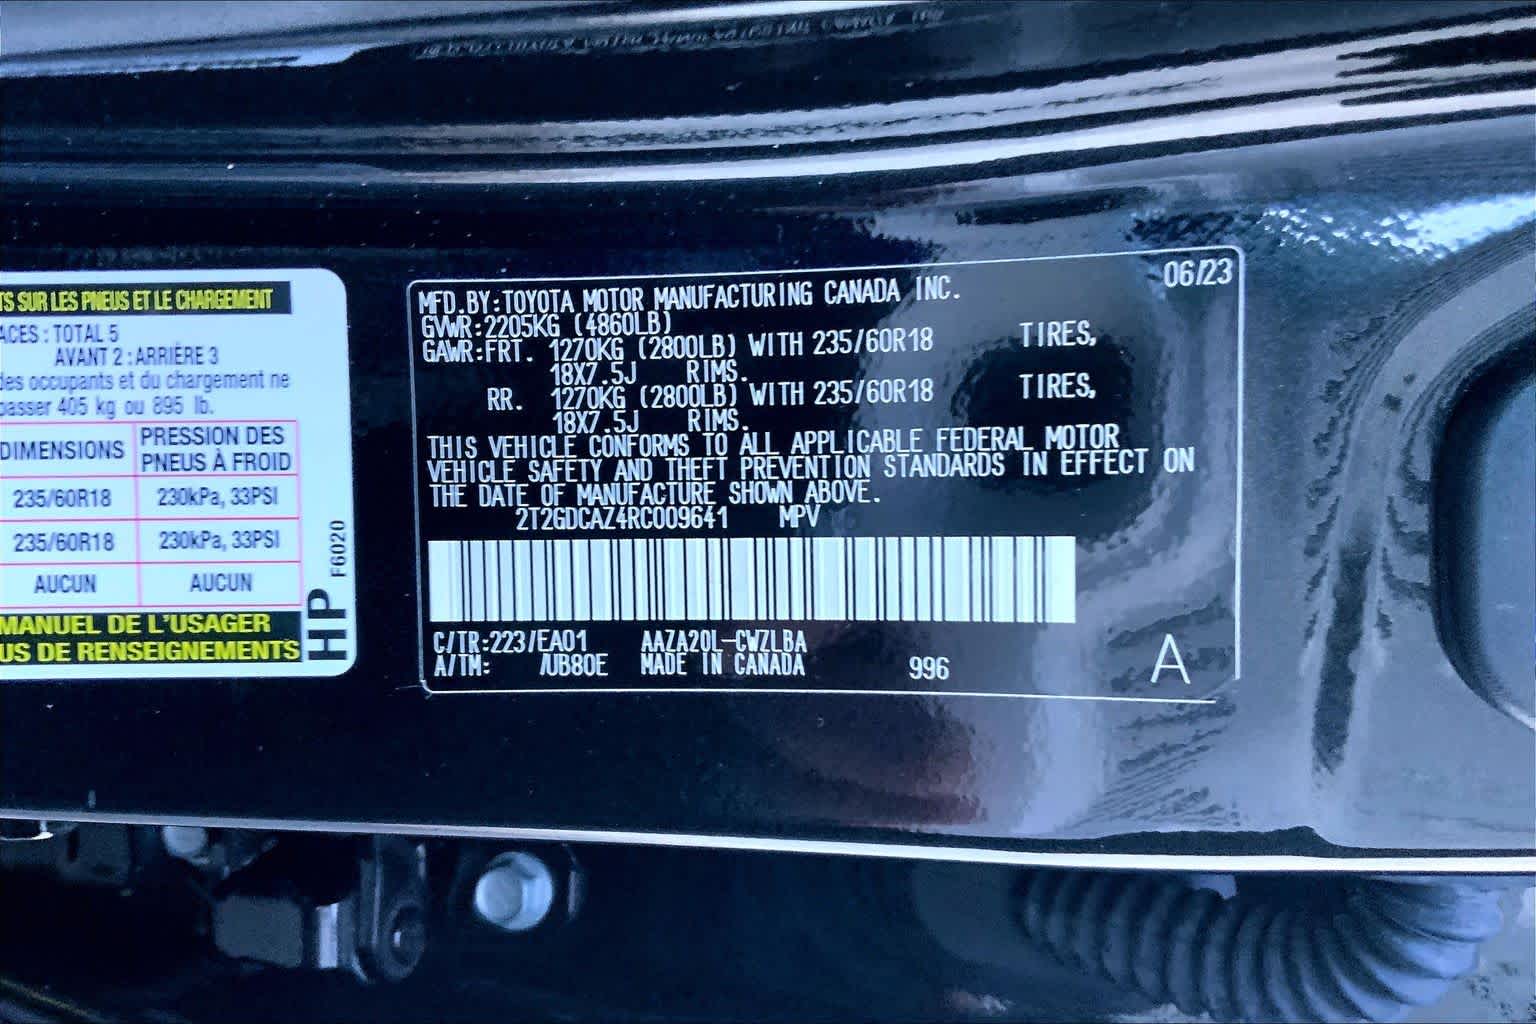 TS SUR LES PNEUS ET LE CHARGEMENT
ACES : TOTAL 5
AVANT 2 : ARRIÈRE 3
des occupants et du chargement ne
passer 405 kg ou 895 lb.
DIMENSIONS PRESSION DES PNEUS À FROID
235/60R18 230kPa, 33PSI
235/60R18 230kPa, 33PSI
AUCUN AUCUN
MANUEL DE L'USAGER
US DE RENSEIGNEMENTS
HP F6020
06/23
MFD. BY: TOYOTA MOTOR MANUFACTURING CANADA INC.
GVWR: 2205KG (4860LB)
GAWR: FRT. 1270KG (2800LB) WITH 235/60R18 TIRES,
18X7.5J RIMS.
RR. 1270KG (2800LB) WITH 235/60R18 TIRES,
18X7.5J RIMS.
THIS VEHICLE CONFORMS TO ALL APPLICABLE FEDERAL MOTOR
VEHICLE SAFETY AND THEFT PREVENTION STANDARDS IN EFFECT ON
THE DATE OF MANUFACTURE SHOWN ABOVE.
2T2GDCAZ4RC009641 MPV
C/TR: 223/EA01 AAZA20L-CWZLBA
A/TM: /UB80E MADE IN CANADA 996 A